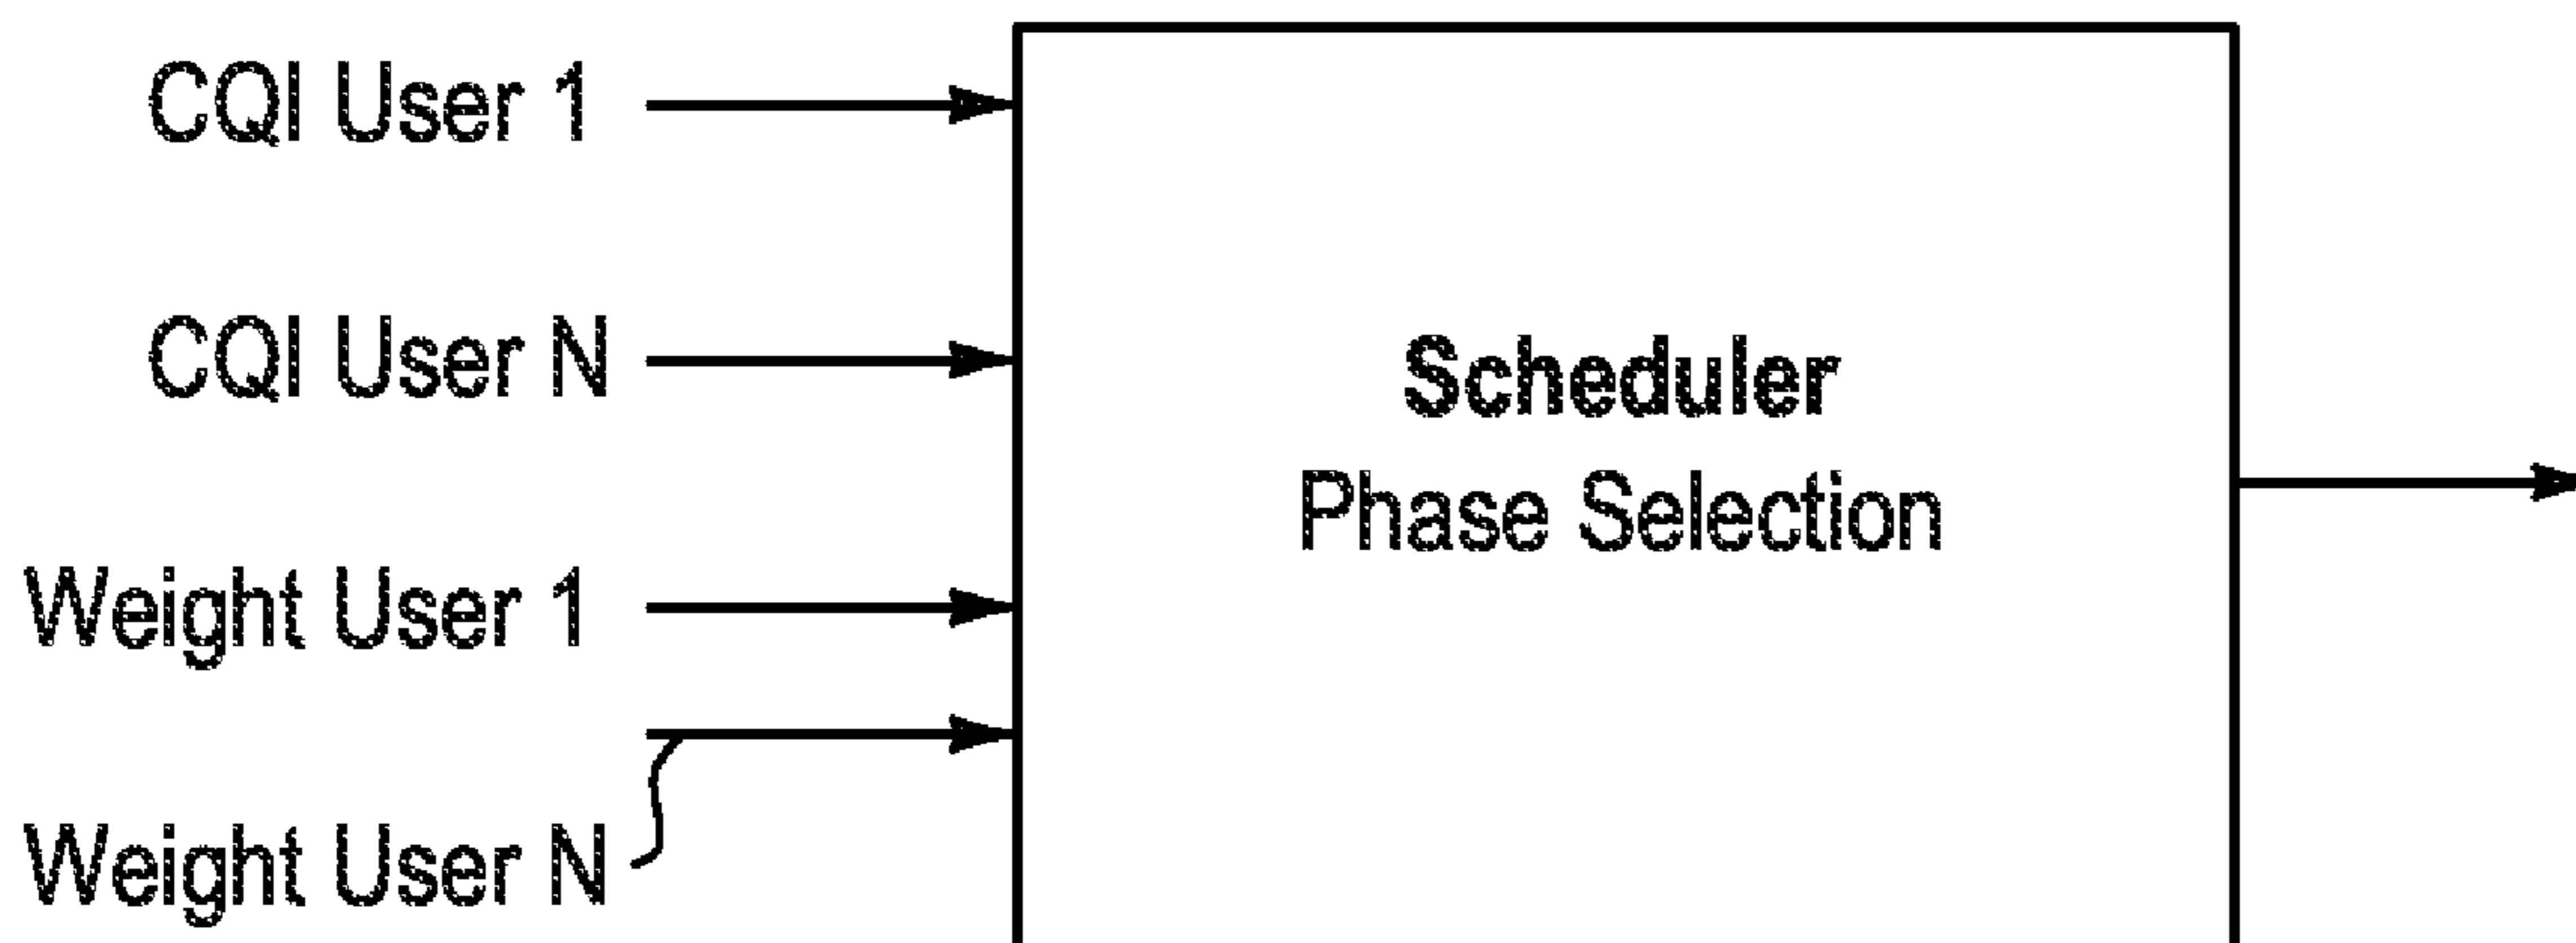 CQI User 1
CQI User N
Weight User 1
Weight User N
Scheduler
Phase Selection